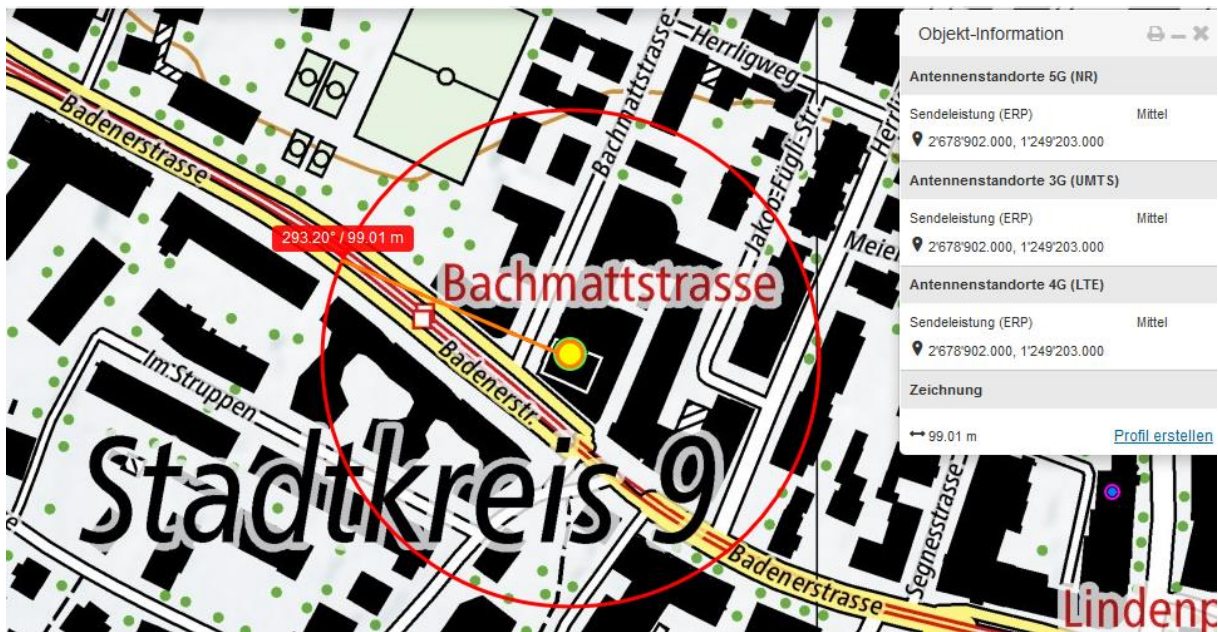 Badenerstrasse
Bachmattstrasse
Herrligweg
Jakob-Fügli-Str.
Herrli
Meiel
293.20° / 99.01 m
Bachmattstrasse
Badenerstr.
Im.Struppen
Stadtkreis 9
Badenerstrasse
Segnesstrasse
Lindenp
Objekt-Information
Antennenstandorte 5G (NR)
Sendeleistung (ERP) Mittel
2'678'902.000, 1'249'203.000
Antennenstandorte 3G (UMTS)
Sendeleistung (ERP) Mittel
2'678'902.000, 1'249'203.000
Antennenstandorte 4G (LTE)
Sendeleistung (ERP) Mittel
2'678'902.000, 1'249'203.000
Zeichnung
99.01 m Profil erstellen